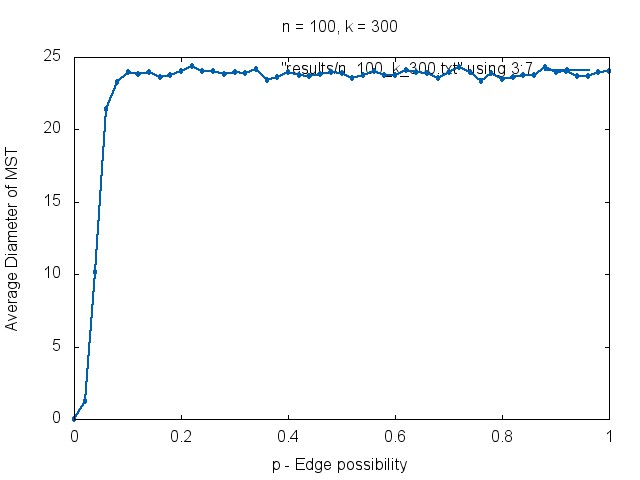 n = 100, k = 300
"results/n_100_k_300.txt" using 3:7
25
20
15
10
5
0
Average Diameter of MST
0 0.2 0.4 0.6 0.8 1
p - Edge possibility